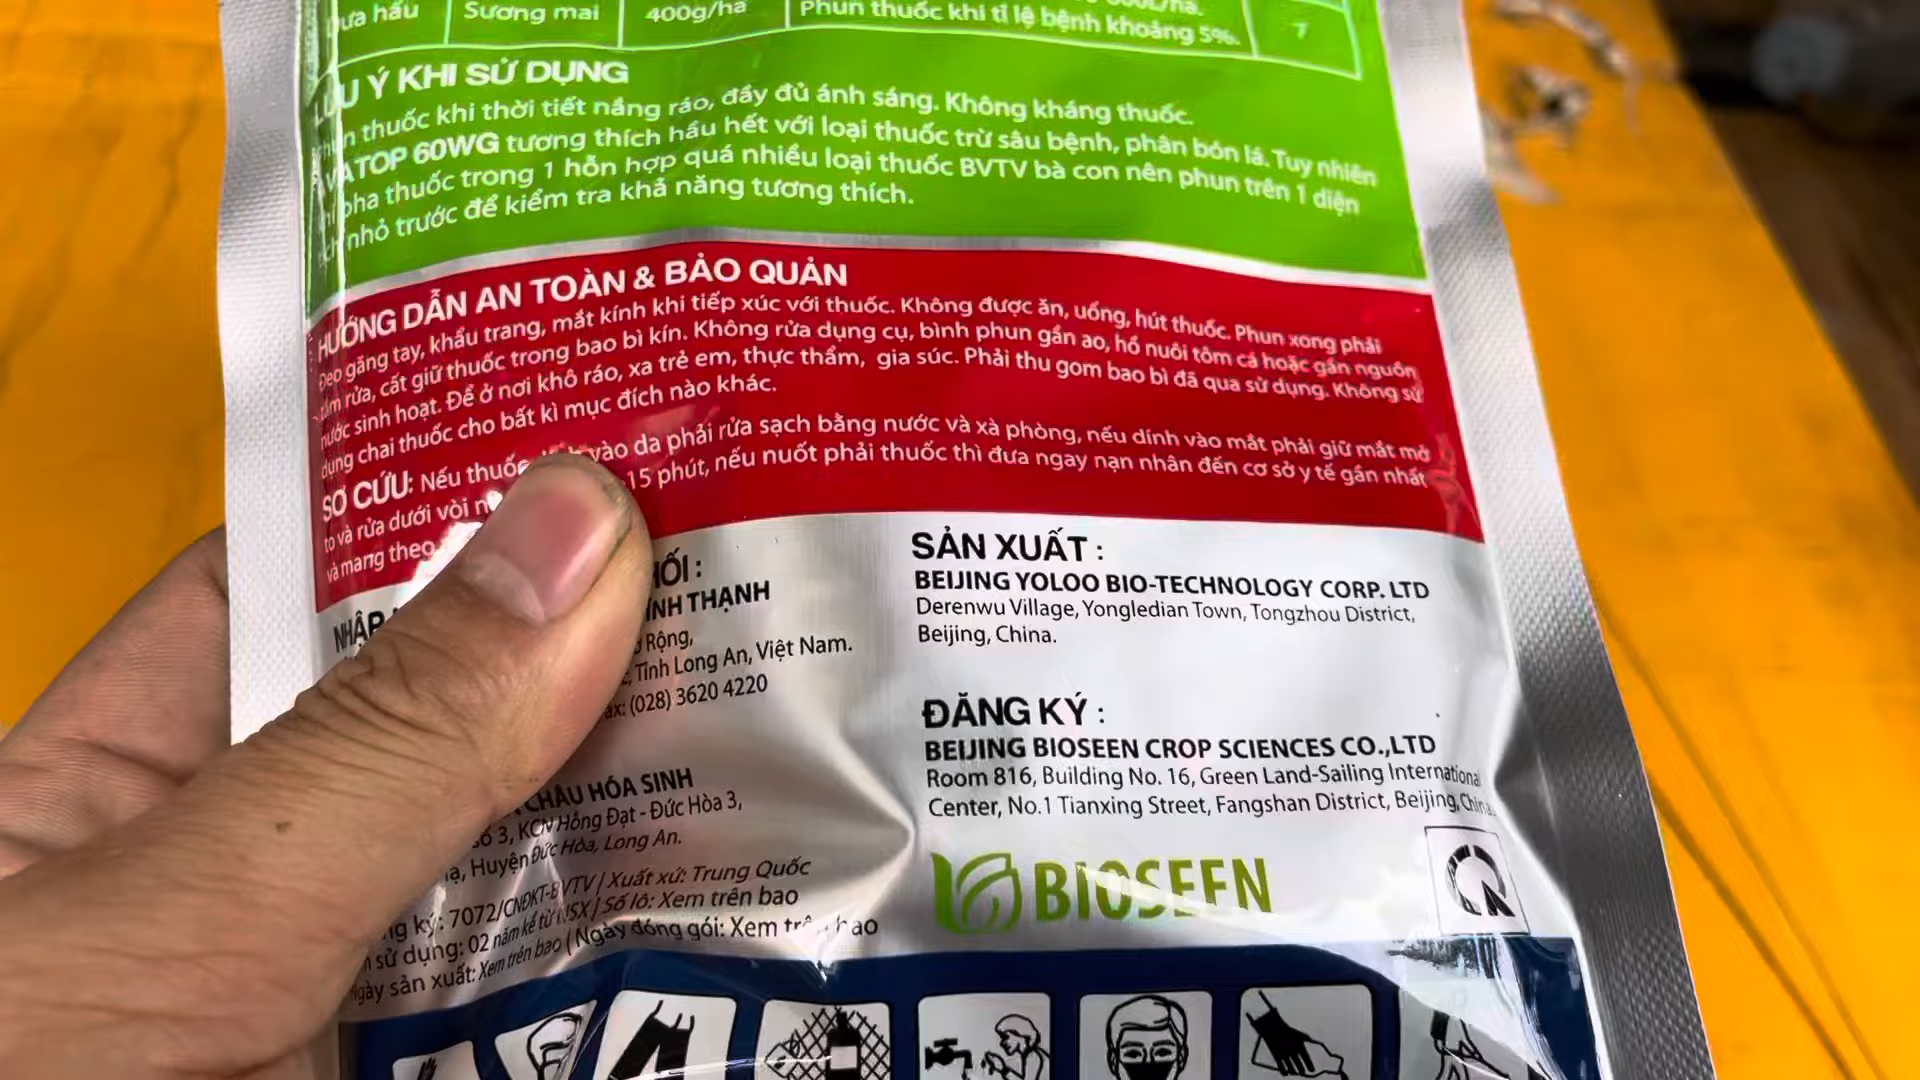 Dưa hấu Sương mai 400g/ha Phun thuốc khi tỉ lệ bệnh khoảng 5%. 7
LƯU Ý KHI SỬ DỤNG
thuốc khi thời tiết nắng ráo, đầy đủ ánh sáng. Không kháng thuốc.
AVATOP 60WG tương thích hầu hết với loại thuốc trừ sâu bệnh, phân bón lá. Tuy nhiên
pha thuốc trong 1 hỗn hợp quá nhiều loại thuốc BVTV bà con nên phun trên 1 diện
nhỏ trước để kiểm tra khả năng tương thích.
HƯỚNG DẪN AN TOÀN & BẢO QUẢN
Đeo găng tay, khẩu trang, mắt kính khi tiếp xúc với thuốc. Không được ăn, uống, hút thuốc. Phun xong phải
tắm rửa, cất giữ thuốc trong bao bì kín. Không rửa dụng cụ, bình phun gần ao, hồ nuôi tôm cá hoặc gần nguồn
nước sinh hoạt. Để ở nơi khô ráo, xa trẻ em, thực thẩm, gia súc. Phải thu gom bao bì đã qua sử dụng. Không sử
dụng chai thuốc cho bất kì mục đích nào khác.
SƠ CỨU: Nếu thuốc vào da phải rửa sạch bằng nước và xà phòng, nếu dính vào mắt phải giữ mắt mở
to và rửa dưới vòi 15 phút, nếu nuốt phải thuốc thì đưa ngay nạn nhân đến cơ sở y tế gần nhất
và mang theo
NHẬP HỐI :
ÍNH THẠNH
Rộng,
Tỉnh Long An, Việt Nam.
ax: (028) 3620 4220
CHÂU HÓA SINH
số 3, KCN Hồng Đạt - Đức Hòa 3,
Huyện Đức Hòa, Long An.
ng ký: 7072/CNĐKT-BVTV | Xuất xứ: Trung Quốc
sử dụng: 02 năm kể từ NSX | Số lô: Xem trên bao
Ngày sản xuất: Xem trên bao | Ngày đóng gói: Xem trên bao
SẢN XUẤT :
BEIJING YOLOO BIO-TECHNOLOGY CORP. LTD
Derenwu Village, Yongledian Town, Tongzhou District,
Beijing, China.
ĐĂNG KÝ :
BEIJING BIOSEEN CROP SCIENCES CO.,LTD
Room 816, Building No. 16, Green Land-Sailing International
Center, No.1 Tianxing Street, Fangshan District, Beijing, China.
BIOSEEN